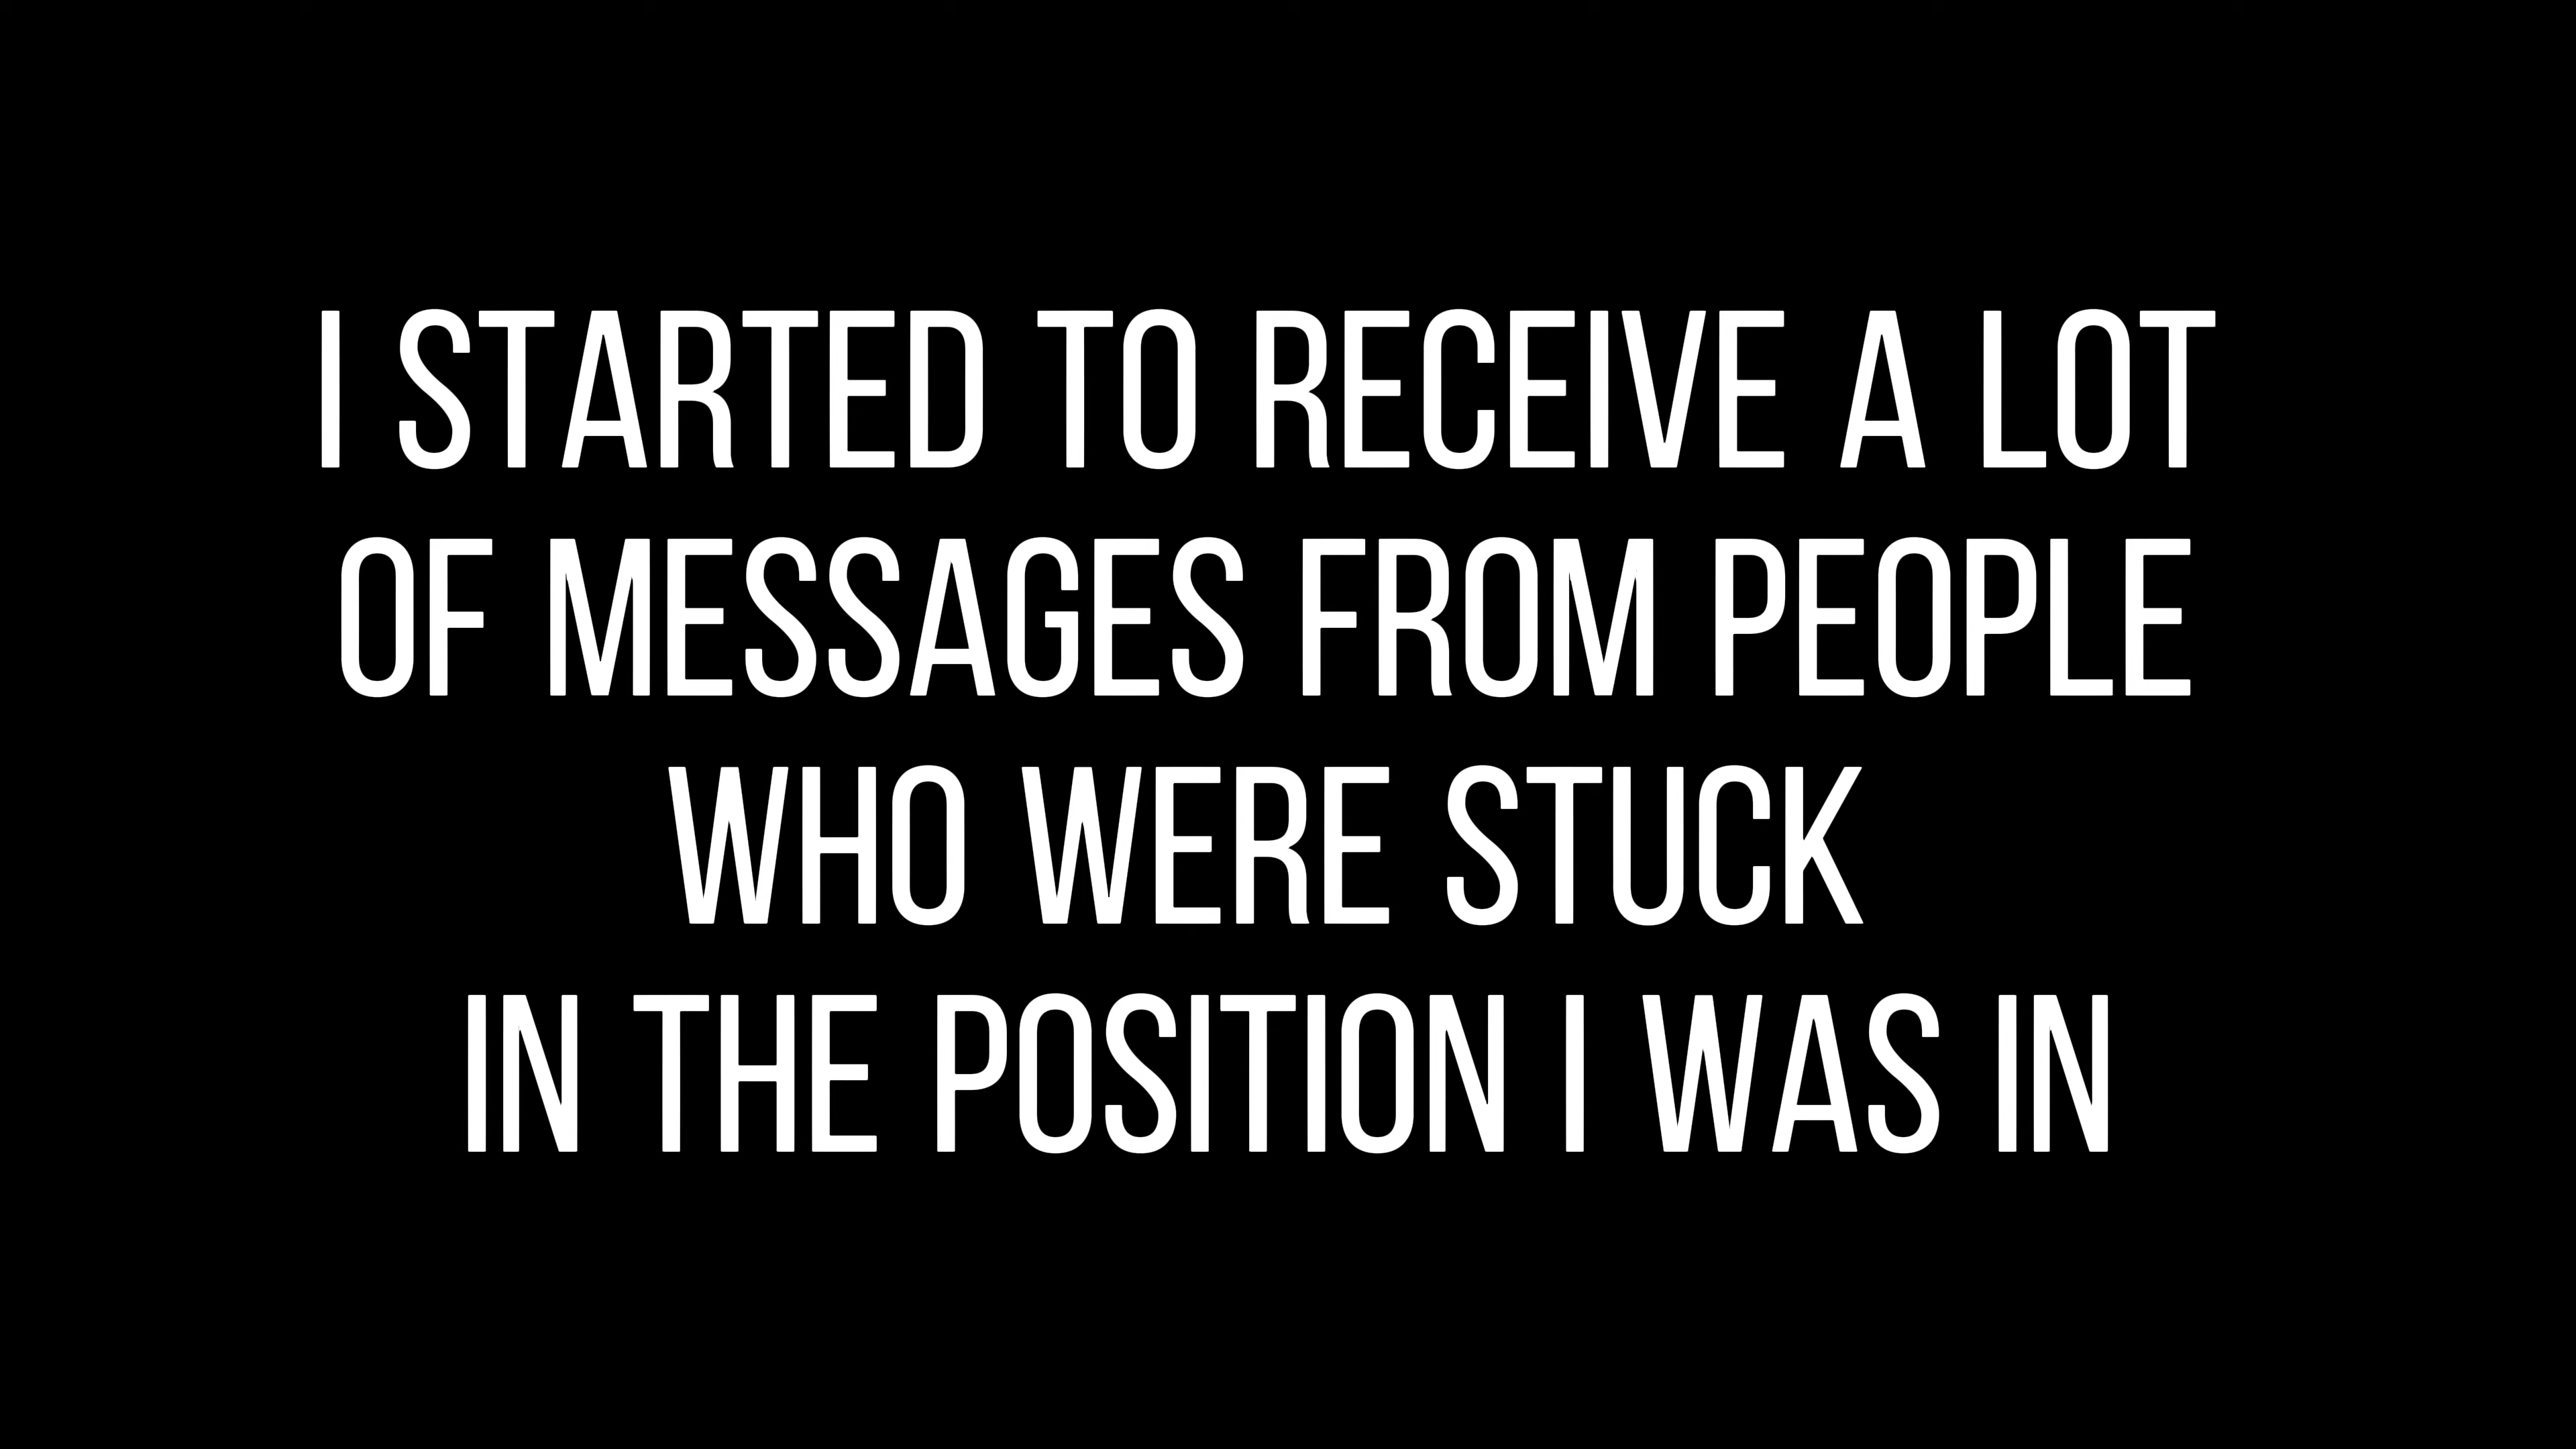 I STARTED TO RECEIVE A LOT
OF MESSAGES FROM PEOPLE
WHO WERE STUCK
IN THE POSITION I WAS IN